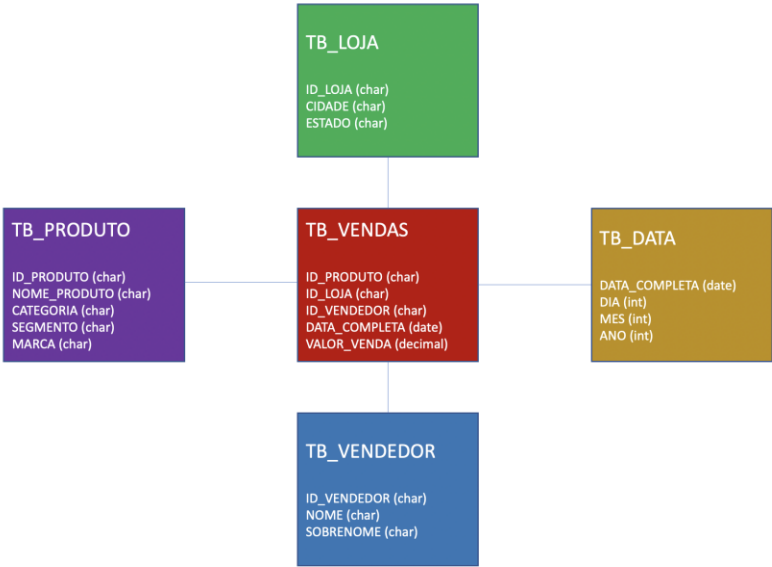 TB_LOJA
ID_LOJA (char)
CIDADE (char)
ESTADO (char)
TB_PRODUTO
ID_PRODUTO (char)
NOME_PRODUTO (char)
CATEGORIA (char)
SEGMENTO (char)
MARCA (char)
TB_VENDAS
ID_PRODUTO (char)
ID_LOJA (char)
ID_VENDEDOR (char)
DATA_COMPLETA (date)
VALOR_VENDA (decimal)
TB_DATA
DATA_COMPLETA (date)
DIA (int)
MES (int)
ANO (int)
TB_VENDEDOR
ID_VENDEDOR (char)
NOME (char)
SOBRENOME (char)